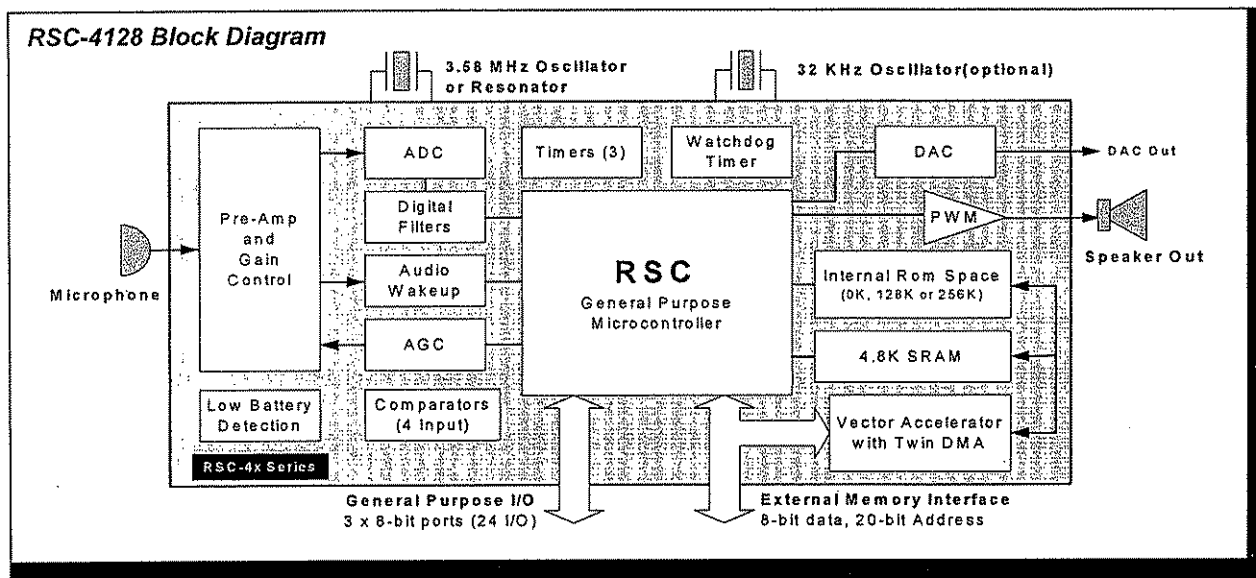 RSC-4128 Block Diagram
3.58 MHz Oscillator
or Resonator
32 KHz Oscillator(optional)
ADC
Timers (3)
Watchdog
Timer
DAC
DAC Out
Pre-Amp
and
Gain
Control
Digital
Filters
PWM
Speaker Out
Microphone
Audio
Wakeup
RSC
General Purpose
Microcontroller
Internal Rom Space
(0K, 128K or 256K)
AGC
4.8K SRAM
Low Battery
Detection
Comparators
(4 Input)
Vector Accelerator
with Twin DMA
RSC-4x Series
General Purpose I/O
3 x 8-bit ports (24 I/O)
External Memory Interface
8-bit data, 20-bit Address